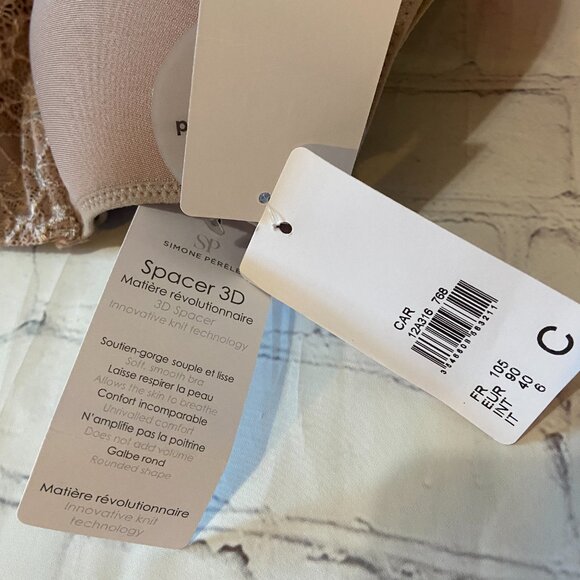 p
SP
SIMONE PÉRÈLE
Spacer 3D
Matière révolutionnaire
3D Spacer
Innovative knit technology
Soutien-gorge souple et lisse
Soft, smooth bra
Laisse respirer la peau
Allows the skin to breathe
Confort incomparable
Unrivalled comfort
N'amplifie pas la poitrine
Does not add volume
Galbe rond
Rounded shape
Matière révolutionnaire
Innovative knit
technology
CAR
12A316 768
C
FR 105
EUR 90
INT 40
IT 6